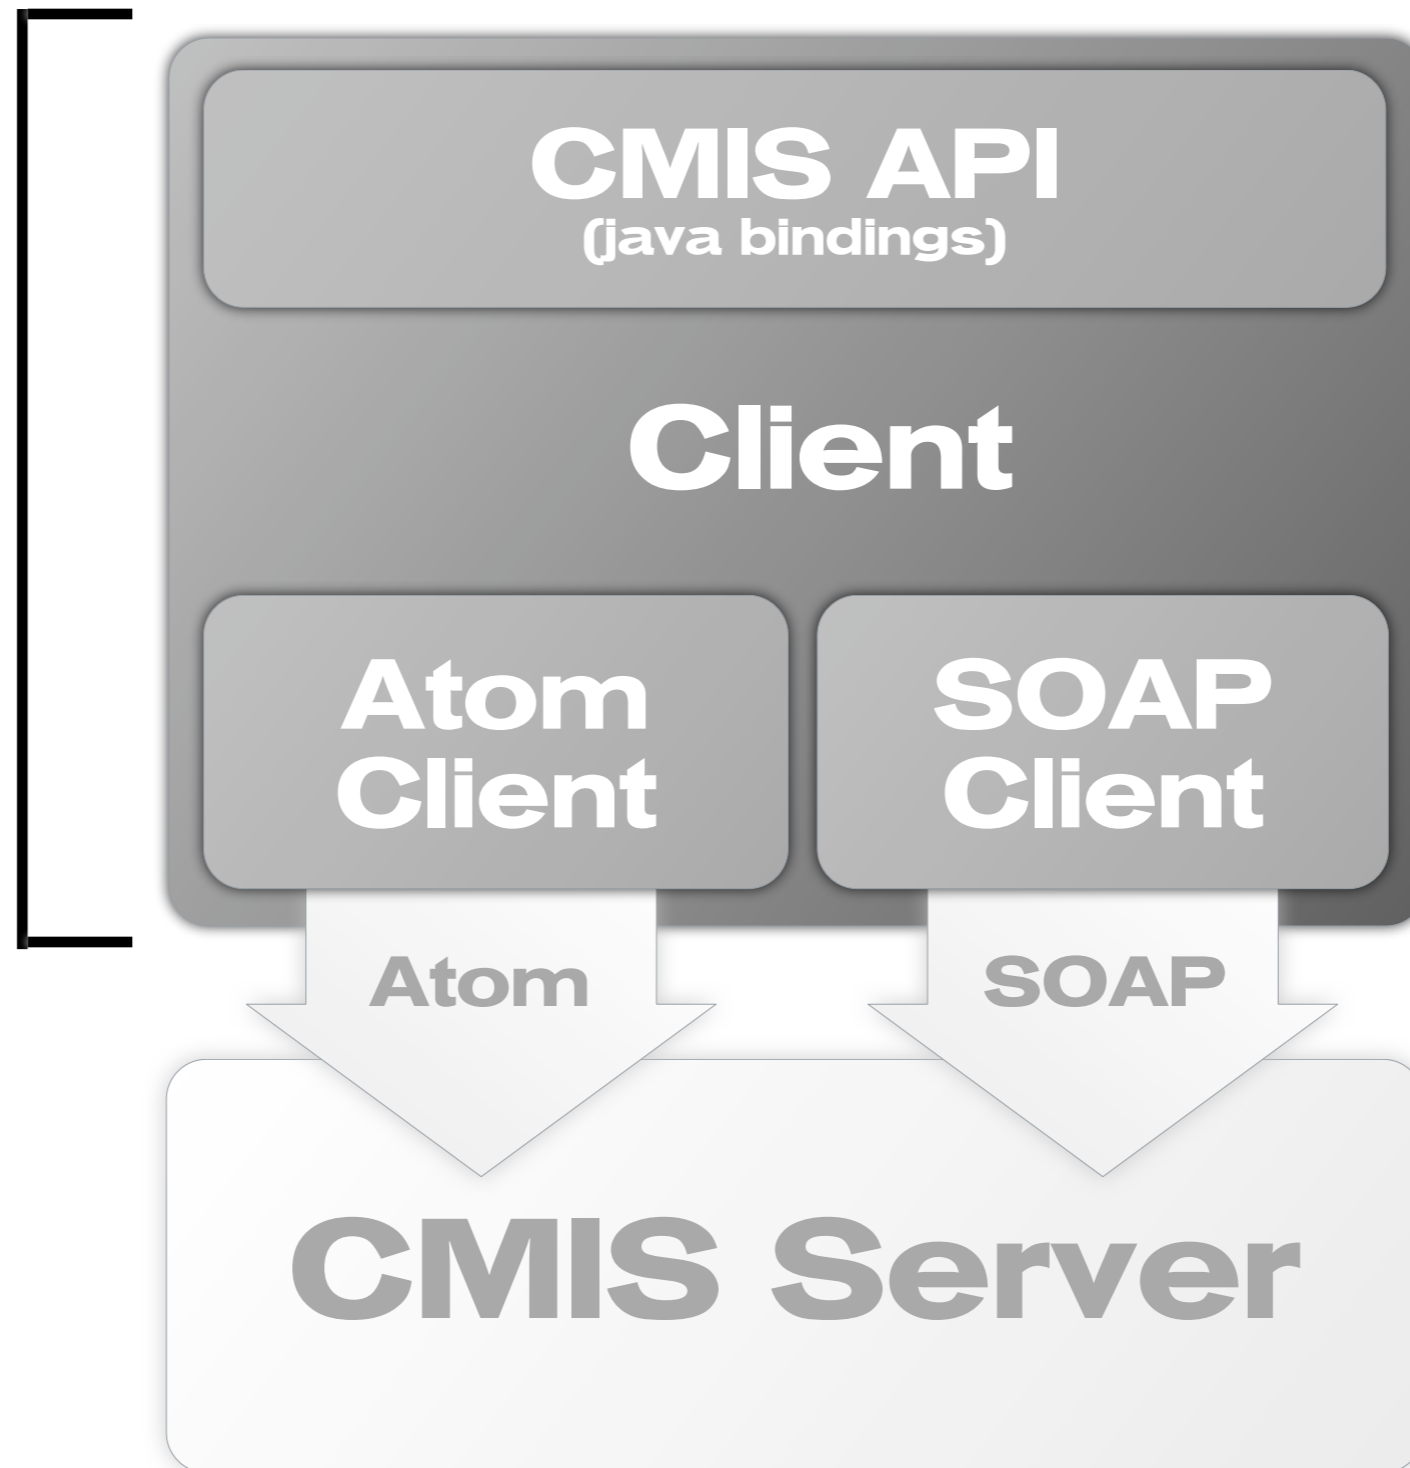 CMIS API
(java bindings)
Client
Atom
Client
SOAP
Client
Atom
SOAP
CMIS Server